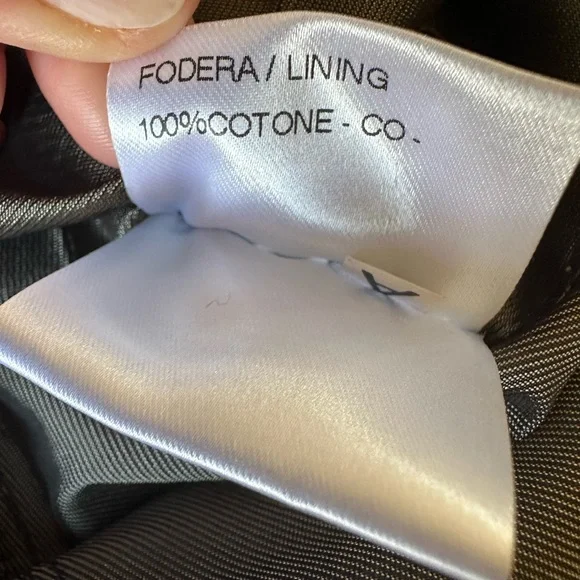 FODERA / LINING
100%COTONE - CO.